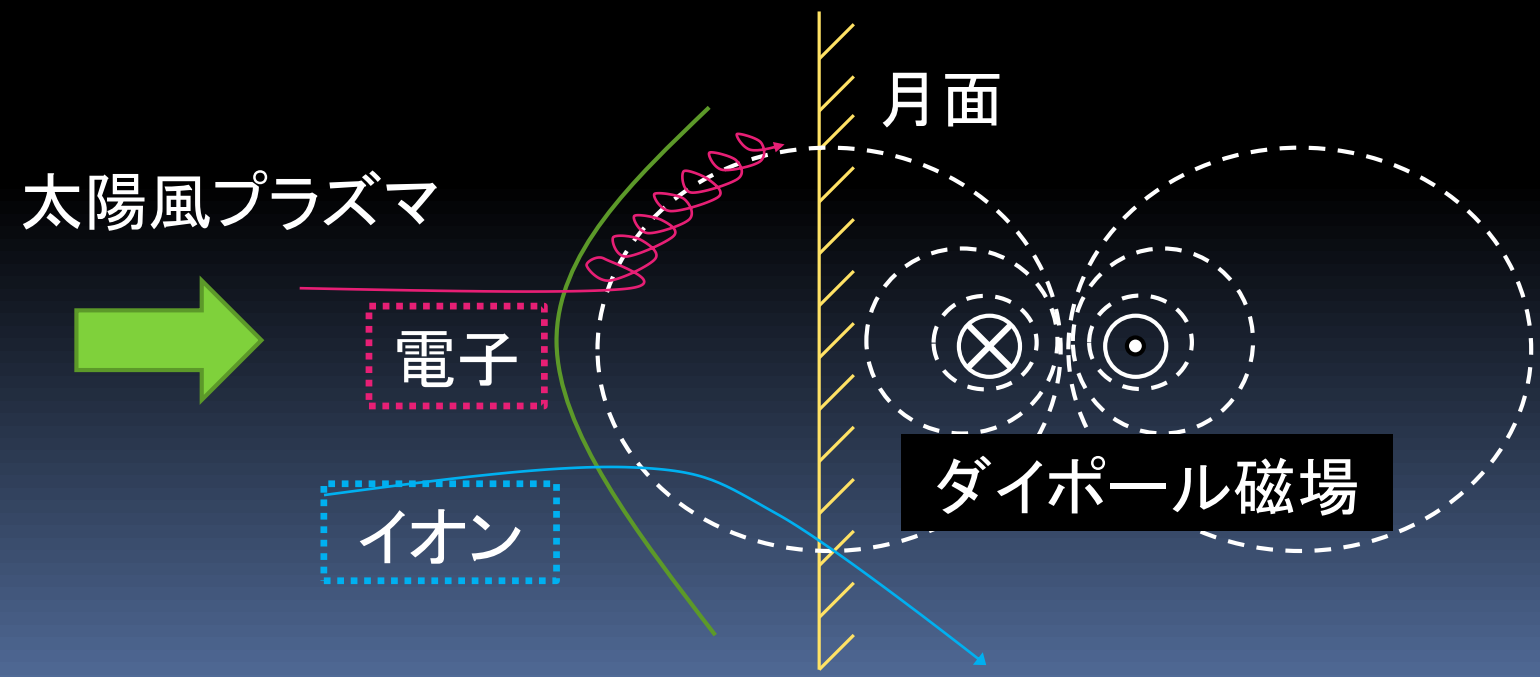 月面
太陽風プラズマ
電子
ダイポール磁場
イオン